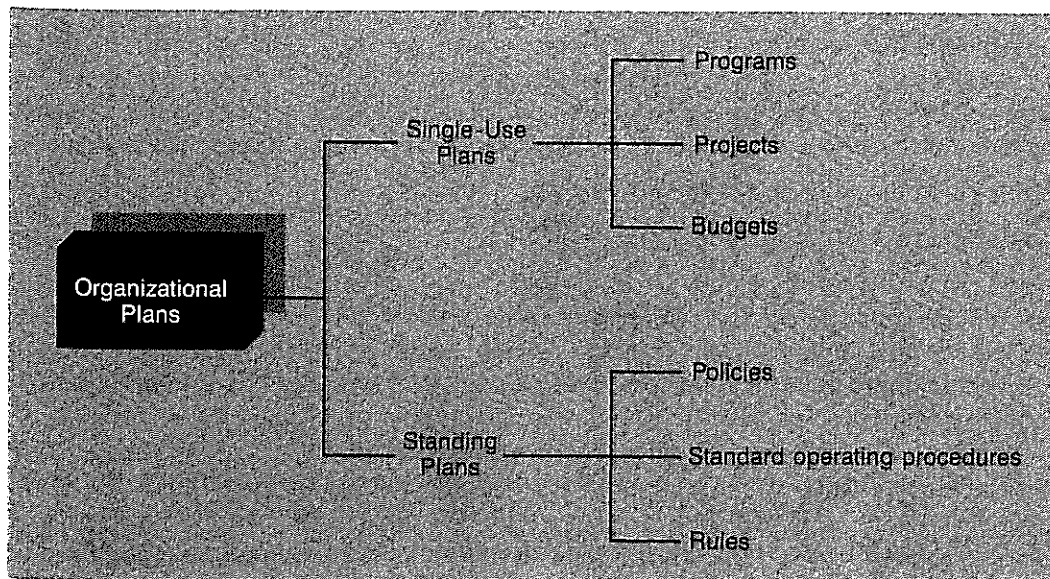 Organizational
Plans
Single-Use
Plans
Programs
Projects
Budgets
Standing
Plans
Policies
Standard operating procedures
Rules